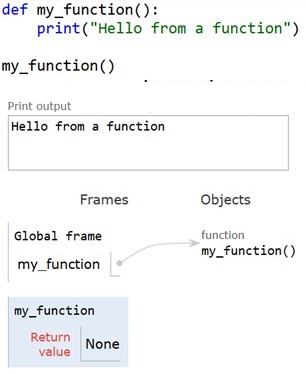 def my_function():
    print("Hello from a function")
my_function()
Print output
Hello from a function
Frames Objects
Global frame
my_function
function
my_function()
my_function
Return
value
None